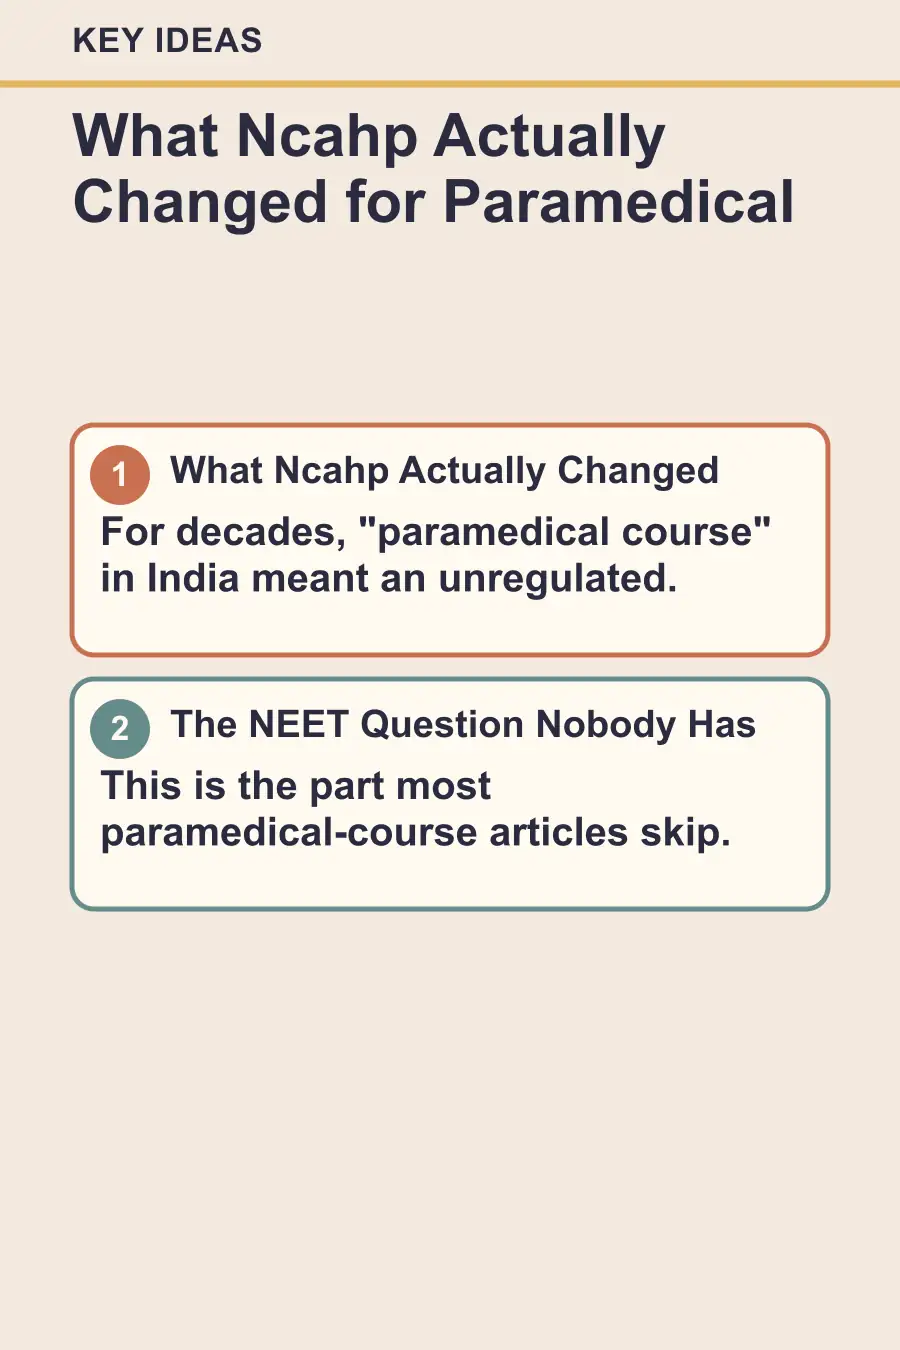 KEY IDEAS
What Ncahp Actually
Changed for Paramedical
1 What Ncahp Actually Changed
For decades, "paramedical course"
in India meant an unregulated.
2 The NEET Question Nobody Has
This is the part most
paramedical-course articles skip.